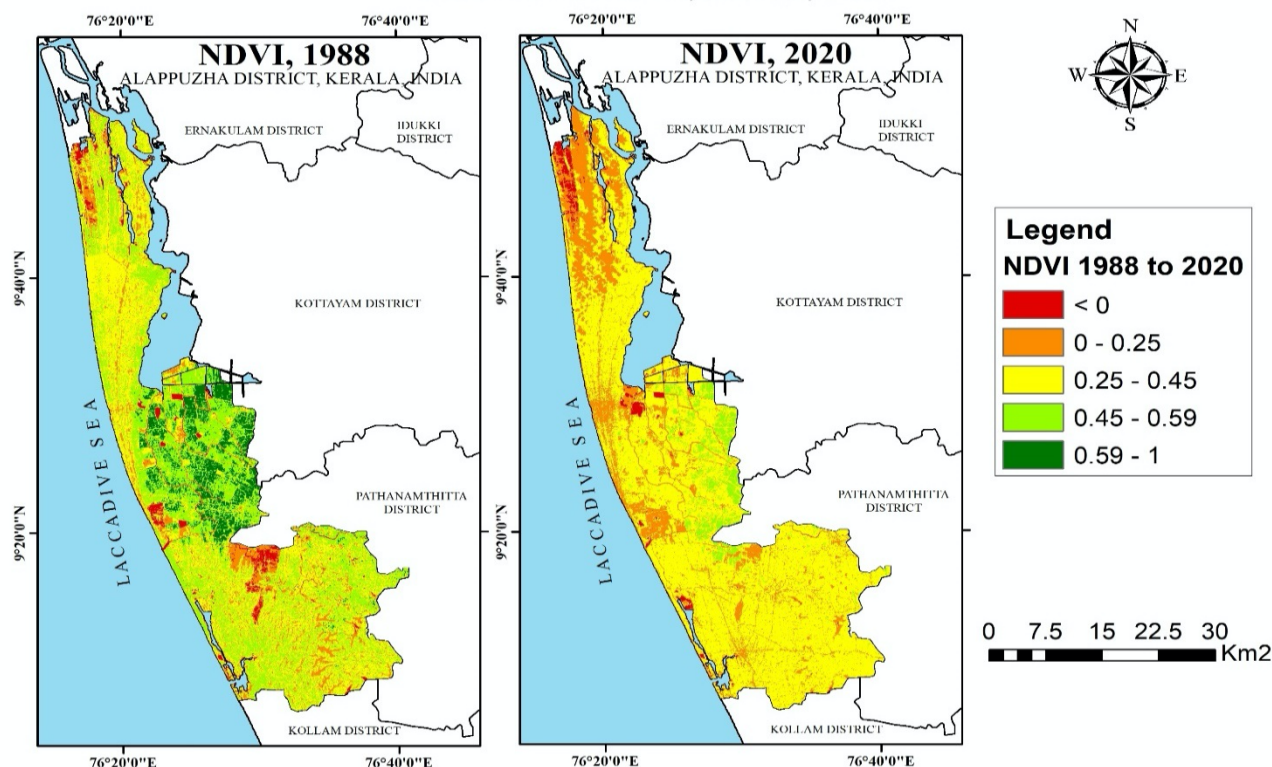 76°20'0"E 76°40'0"E
NDVI, 1988
ALAPPUZHA DISTRICT, KERALA, INDIA
ERNAKULAM DISTRICT
IDUKKI
DISTRICT
9°40'0"N
KOTTAYAM DISTRICT
LACCADIVE SEA
PATHANAMTHITTA
DISTRICT
9°20'0"N
KOLLAM DISTRICT
76°20'0"E 76°40'0"E
76°20'0"E 76°40'0"E
NDVI, 2020
ALAPPUZHA DISTRICT, KERALA, INDIA
ERNAKULAM DISTRICT
IDUKKI
DISTRICT
9°40'0"N
KOTTAYAM DISTRICT
LACCADIVE SEA
PATHANAMTHITTA
DISTRICT
9°20'0"N
KOLLAM DISTRICT
76°20'0"E 76°40'0"E
N
W E
S
Legend
NDVI 1988 to 2020
< 0
0 - 0.25
0.25 - 0.45
0.45 - 0.59
0.59 - 1
0 7.5 15 22.5 30
Km2